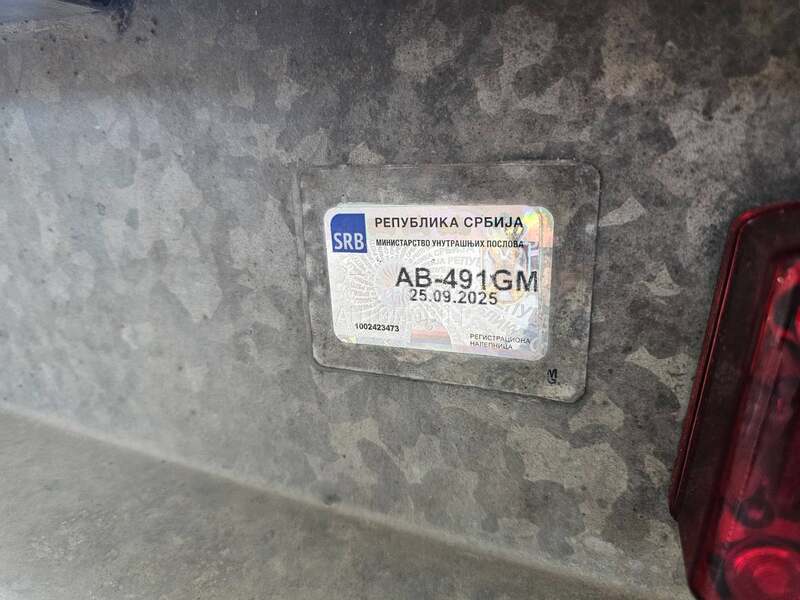 РЕПУБЛИКА СРБИЈА
SRB
МИНИСТАРСТВО УНУТРАШЊИХ ПОСЛОВА
AB-491GM
25.09.2025
1002423473
РЕГИСТРАЦИОНА
НАЛЕПНИЦА